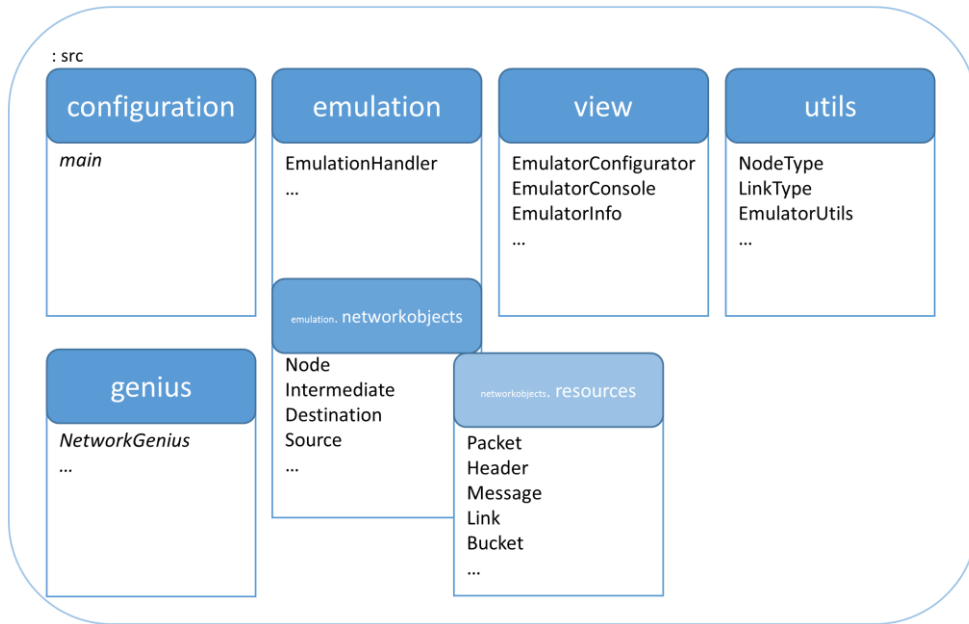 : src
configuration
main
emulation
EmulationHandler
...
view
EmulatorConfigurator
EmulatorConsole
EmulatorInfo
...
utils
NodeType
LinkType
EmulatorUtils
...
emulation. networkobjects
Node
Intermediate
Destination
Source
...
genius
NetworkGenius
...
networkobjects. resources
Packet
Header
Message
Link
Bucket
...